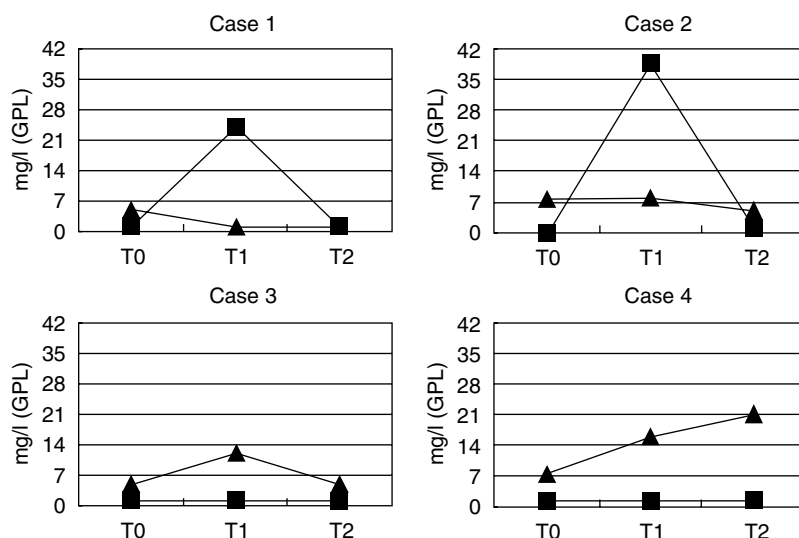 Case 1
42
35
28
21
14
7
0
mg/l (GPL)
T0 T1 T2
Case 2
42
35
28
21
14
7
0
mg/l (GPL)
T0 T1 T2
Case 3
42
35
28
21
14
7
0
mg/l (GPL)
T0 T1 T2
Case 4
42
35
28
21
14
7
0
mg/l (GPL)
T0 T1 T2